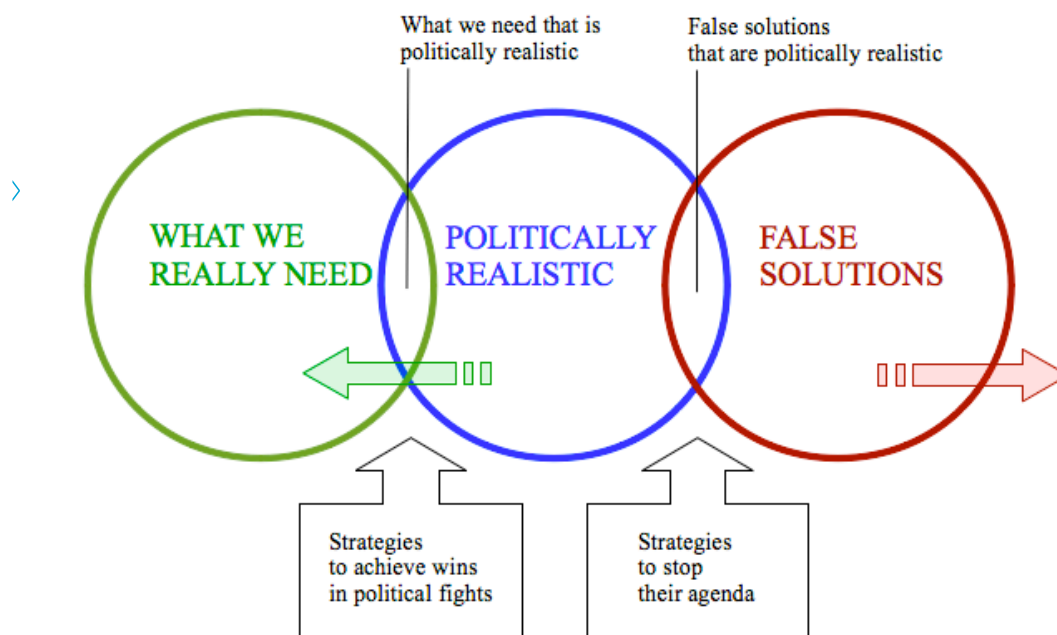 What we need that is
politically realistic
False solutions
that are politically realistic
WHAT WE
REALLY NEED
POLITICALLY
REALISTIC
FALSE
SOLUTIONS
Strategies
to achieve wins
in political fights
Strategies
to stop
their agenda